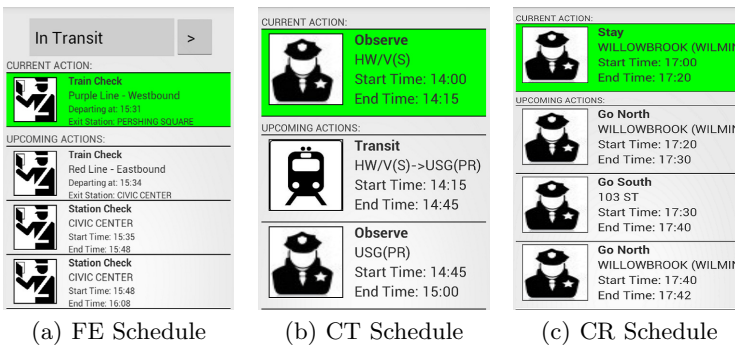 In Transit
>
CURRENT ACTION:
Train Check
Purple Line - Westbound
Departing at: 15:31
Exit Station: PERSHING SQUARE
UPCOMING ACTIONS:
Train Check
Red Line - Eastbound
Departing at: 15:34
Exit Station: CIVIC CENTER
Station Check
CIVIC CENTER
Start Time: 15:35
End Time: 15:48
Station Check
CIVIC CENTER
Start Time: 15:48
End Time: 16:08
(a) FE Schedule
CURRENT ACTION:
Observe
HW/V(S)
Start Time: 14:00
End Time: 14:15
UPCOMING ACTIONS:
Transit
HW/V(S)->USG(PR)
Start Time: 14:15
End Time: 14:45
Observe
USG(PR)
Start Time: 14:45
End Time: 15:00
(b) CT Schedule
CURRENT ACTION:
Stay
WILLOWBROOK (WILMIN
Start Time: 17:00
End Time: 17:20
UPCOMING ACTIONS:
Go North
WILLOWBROOK (WILMIN
Start Time: 17:20
End Time: 17:30
Go South
103 ST
Start Time: 17:30
End Time: 17:40
Go North
WILLOWBROOK (WILMIN
Start Time: 17:40
End Time: 17:42
(c) CR Schedule